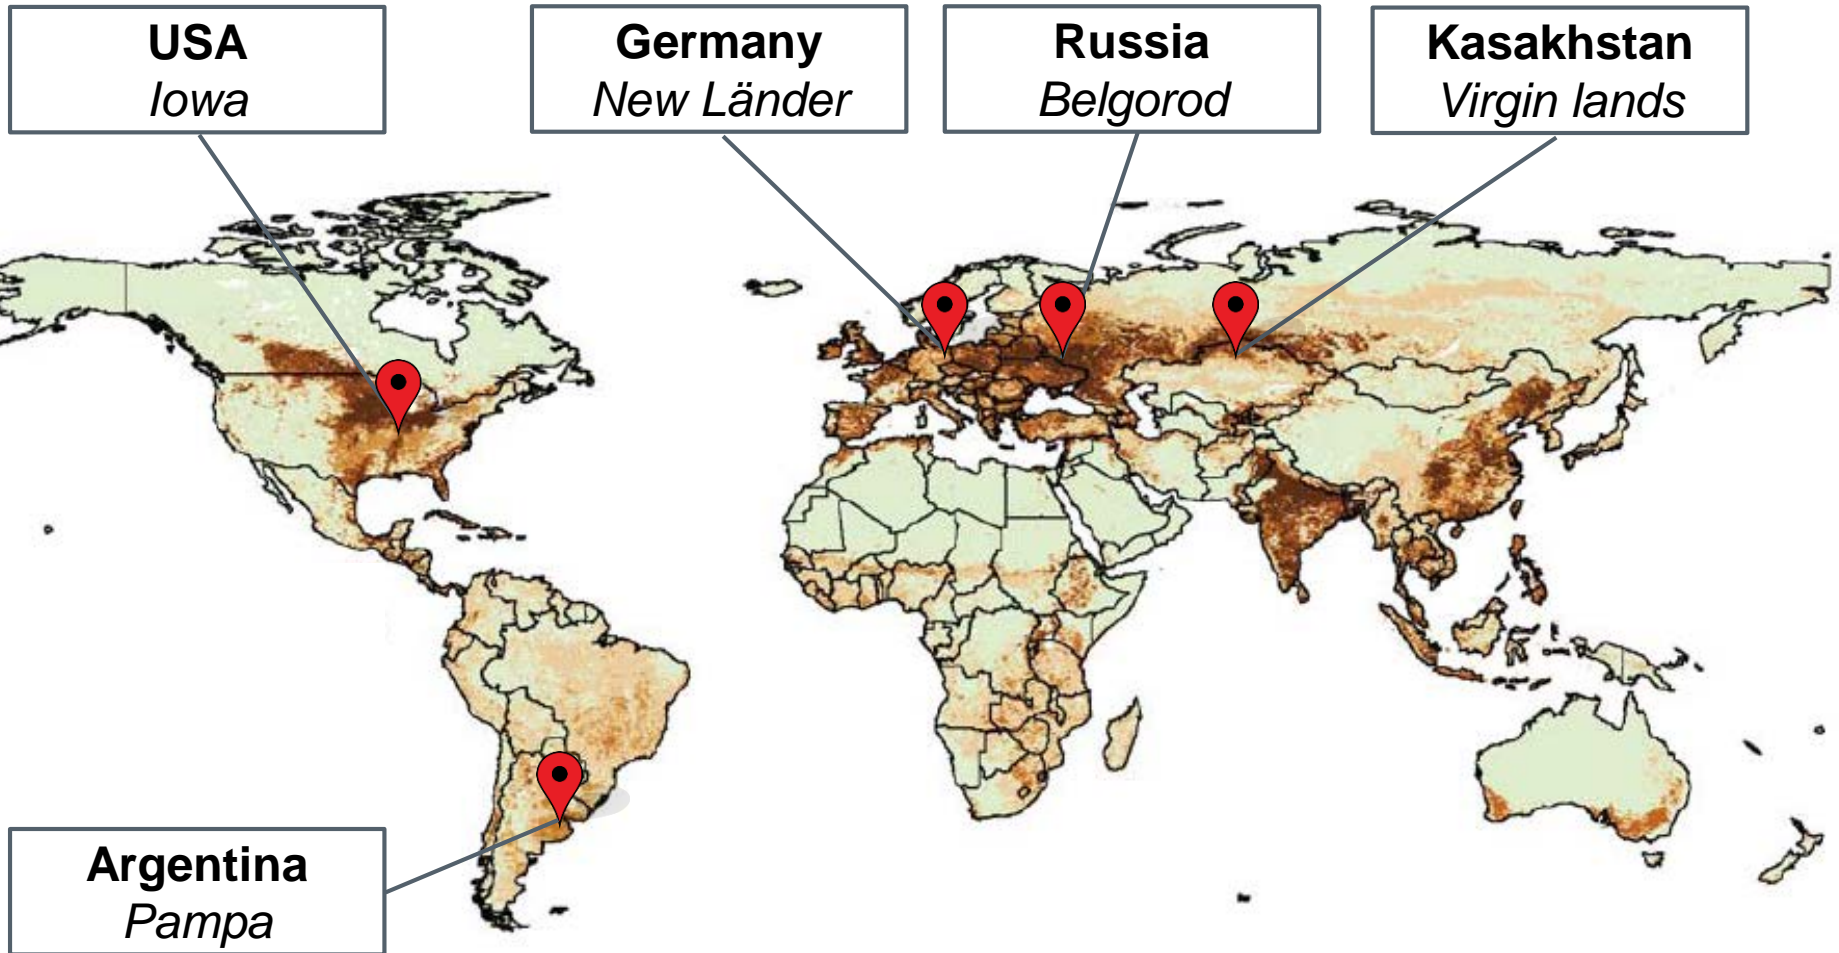 USA
Iowa
Germany
New Länder
Russia
Belgorod
Kasakhstan
Virgin lands
Argentina
Pampa